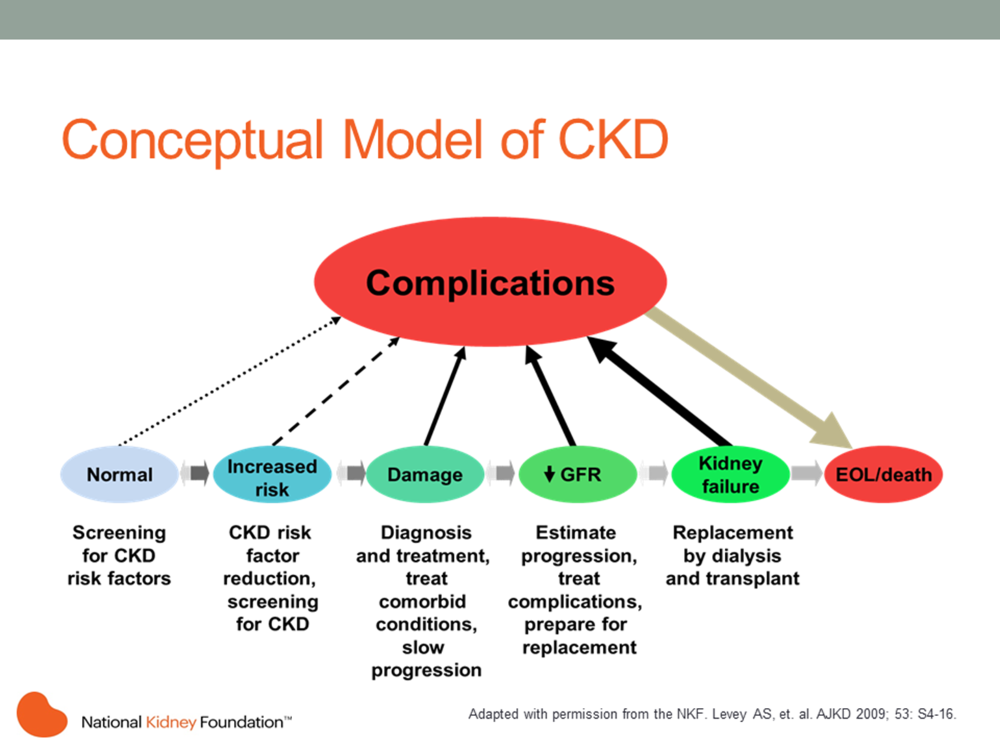 Conceptual Model of CKD
Complications
Normal
Increased
risk
Damage
⬇ GFR
Kidney
failure
EOL/death
Screening
for CKD
risk factors
CKD risk
factor
reduction,
screening
for CKD
Diagnosis
and treatment,
treat
comorbid
conditions,
slow
progression
Estimate
progression,
treat
complications,
prepare for
replacement
Replacement
by dialysis
and transplant
National Kidney Foundation™
Adapted with permission from the NKF. Levey AS, et. al. AJKD 2009; 53: S4-16.